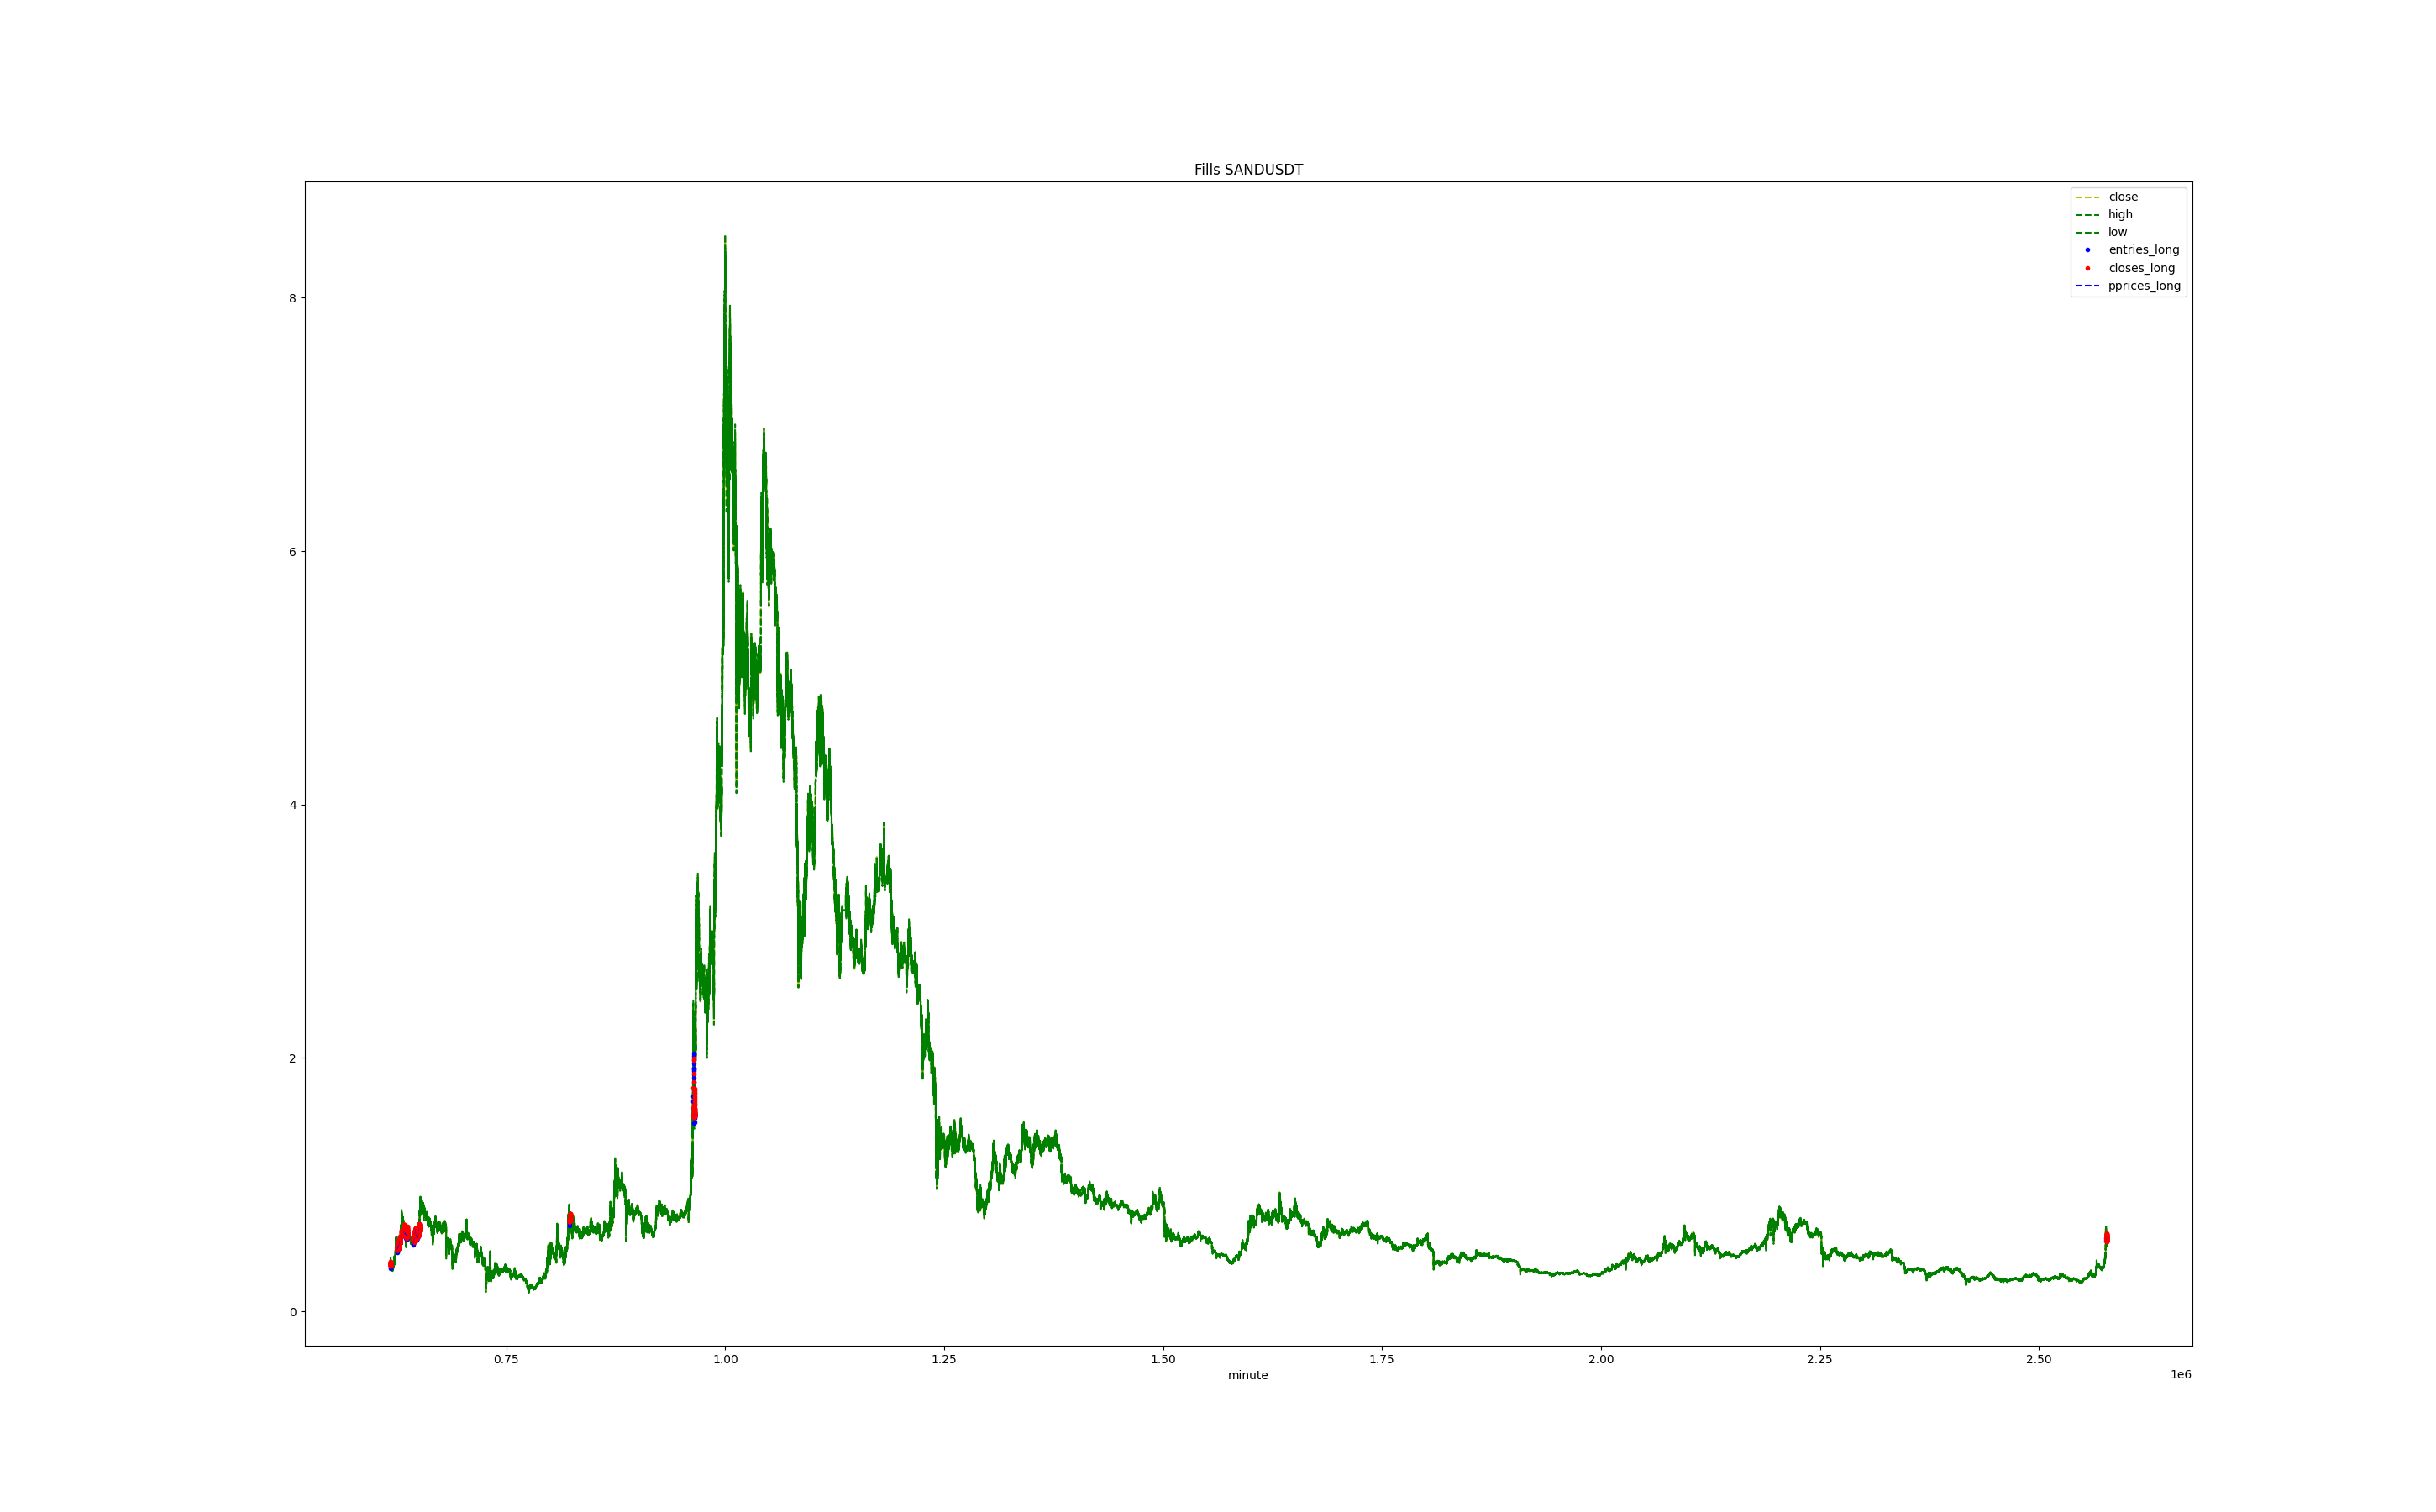 Fills SANDUSDT
close
high
low
entries_long
closes_long
pprices_long
8
6
4
2
0
0.75 1.00 1.25 1.50 1.75 2.00 2.25 2.50
minute
1e6